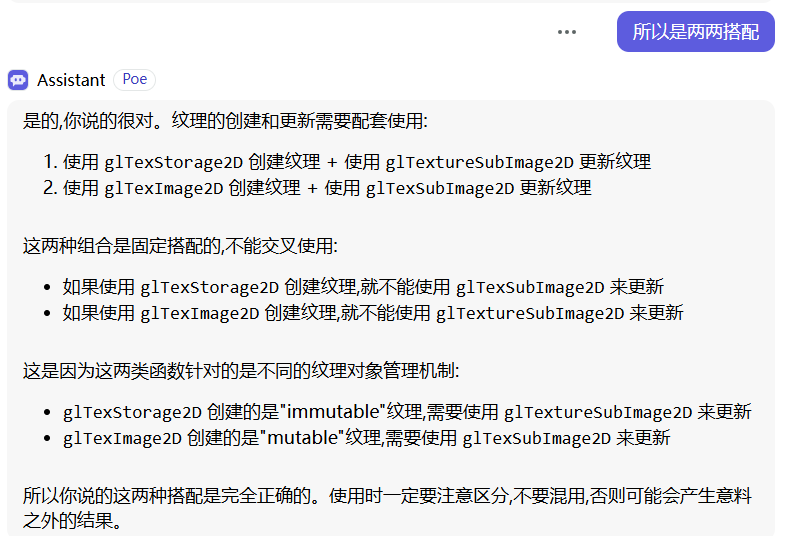 所以是两两搭配
Assistant Poe
是的,你说的很对。纹理的创建和更新需要配套使用:
1. 使用 glTexStorage2D 创建纹理 + 使用 glTextureSubImage2D 更新纹理
2. 使用 glTexImage2D 创建纹理 + 使用 glTexSubImage2D 更新纹理
这两种组合是固定搭配的,不能交叉使用:
• 如果使用 glTexStorage2D 创建纹理,就不能使用 glTexSubImage2D 来更新
• 如果使用 glTexImage2D 创建纹理,就不能使用 glTextureSubImage2D 来更新
这是因为这两类函数针对的是不同的纹理对象管理机制:
• glTexStorage2D 创建的是"immutable"纹理,需要使用 glTextureSubImage2D 来更新
• glTexImage2D 创建的是"mutable"纹理,需要使用 glTexSubImage2D 来更新
所以你说的这两种搭配是完全正确的。使用时一定要注意区分,不要混用,否则可能会产生意料
之外的结果。